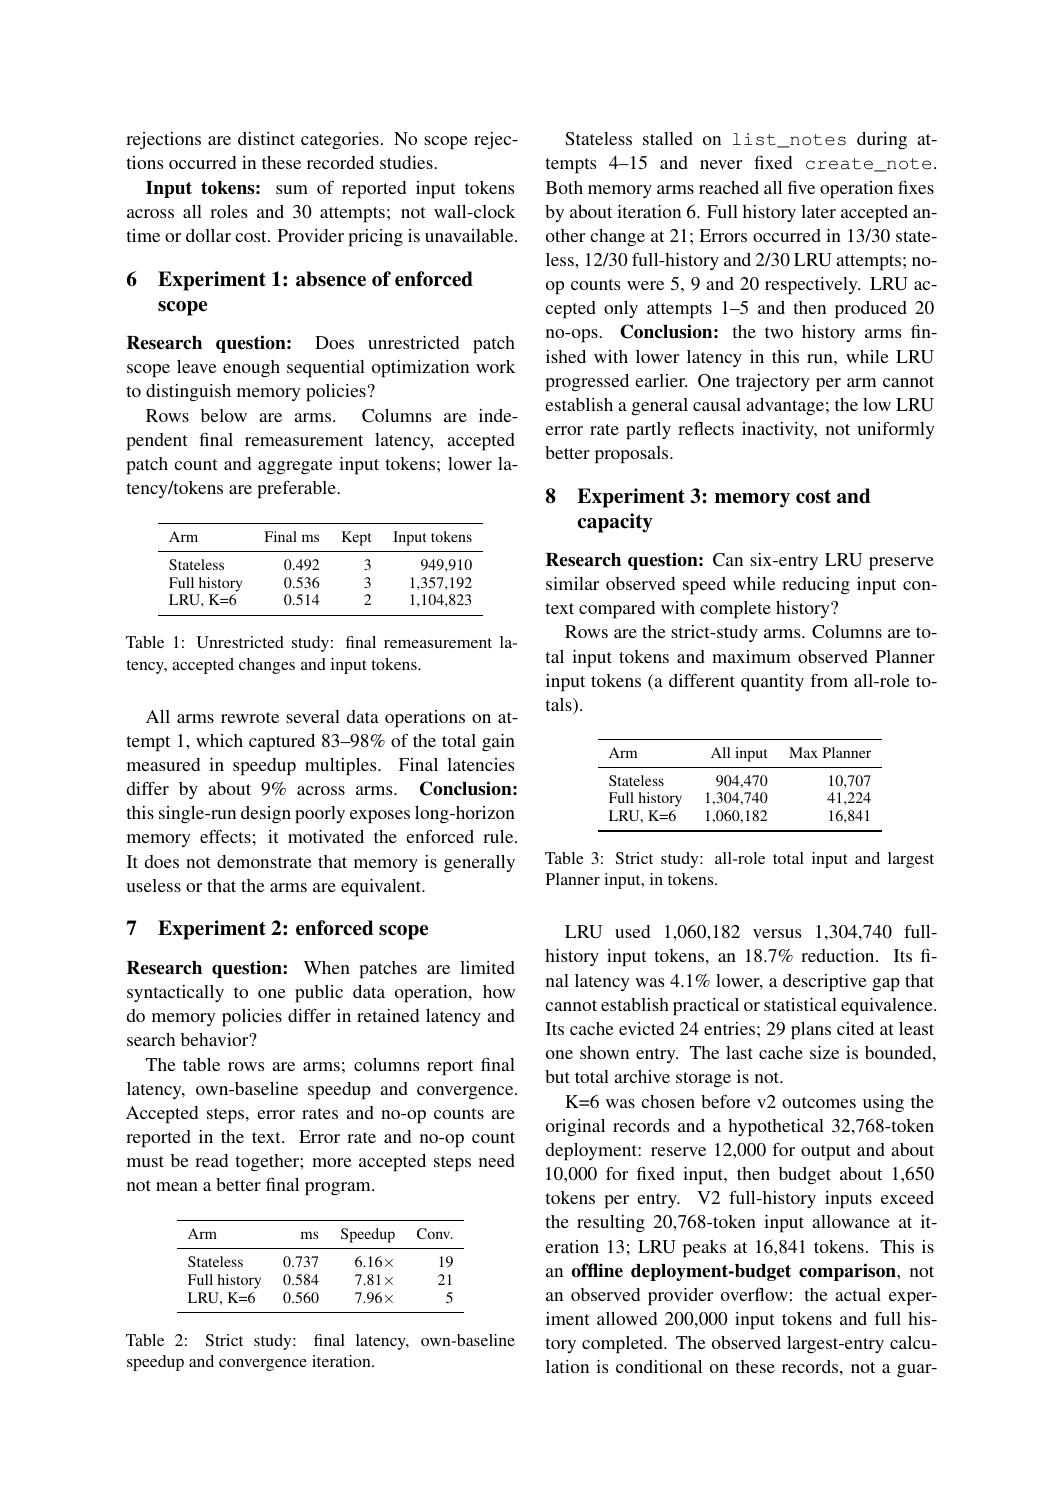 rejections are distinct categories. No scope rejec-
tions occurred in these recorded studies.
Input tokens: sum of reported input tokens
across all roles and 30 attempts; not wall-clock
time or dollar cost. Provider pricing is unavailable.
6 Experiment 1: absence of enforced
scope
Research question: Does unrestricted patch
scope leave enough sequential optimization work
to distinguish memory policies?
Rows below are arms. Columns are inde-
pendent final remeasurement latency, accepted
patch count and aggregate input tokens; lower la-
tency/tokens are preferable.
Arm Final ms Kept Input tokens
Stateless 0.492 3 949,910
Full history 0.536 3 1,357,192
LRU, K=6 0.514 2 1,104,823
Table 1: Unrestricted study: final remeasurement la-
tency, accepted changes and input tokens.
All arms rewrote several data operations on at-
tempt 1, which captured 83–98% of the total gain
measured in speedup multiples. Final latencies
differ by about 9% across arms. Conclusion:
this single-run design poorly exposes long-horizon
memory effects; it motivated the enforced rule.
It does not demonstrate that memory is generally
useless or that the arms are equivalent.
7 Experiment 2: enforced scope
Research question: When patches are limited
syntactically to one public data operation, how
do memory policies differ in retained latency and
search behavior?
The table rows are arms; columns report final
latency, own-baseline speedup and convergence.
Accepted steps, error rates and no-op counts are
reported in the text. Error rate and no-op count
must be read together; more accepted steps need
not mean a better final program.
Arm ms Speedup Conv.
Stateless 0.737 6.16× 19
Full history 0.584 7.81× 21
LRU, K=6 0.560 7.96× 5
Table 2: Strict study: final latency, own-baseline
speedup and convergence iteration.
Stateless stalled on list_notes during at-
tempts 4–15 and never fixed create_note.
Both memory arms reached all five operation fixes
by about iteration 6. Full history later accepted an-
other change at 21; Errors occurred in 13/30 state-
less, 12/30 full-history and 2/30 LRU attempts; no-
op counts were 5, 9 and 20 respectively. LRU ac-
cepted only attempts 1–5 and then produced 20
no-ops. Conclusion: the two history arms fin-
ished with lower latency in this run, while LRU
progressed earlier. One trajectory per arm cannot
establish a general causal advantage; the low LRU
error rate partly reflects inactivity, not uniformly
better proposals.
8 Experiment 3: memory cost and
capacity
Research question: Can six-entry LRU preserve
similar observed speed while reducing input con-
text compared with complete history?
Rows are the strict-study arms. Columns are to-
tal input tokens and maximum observed Planner
input tokens (a different quantity from all-role to-
tals).
Arm All input Max Planner
Stateless 904,470 10,707
Full history 1,304,740 41,224
LRU, K=6 1,060,182 16,841
Table 3: Strict study: all-role total input and largest
Planner input, in tokens.
LRU used 1,060,182 versus 1,304,740 full-
history input tokens, an 18.7% reduction. Its fi-
nal latency was 4.1% lower, a descriptive gap that
cannot establish practical or statistical equivalence.
Its cache evicted 24 entries; 29 plans cited at least
one shown entry. The last cache size is bounded,
but total archive storage is not.
K=6 was chosen before v2 outcomes using the
original records and a hypothetical 32,768-token
deployment: reserve 12,000 for output and about
10,000 for fixed input, then budget about 1,650
tokens per entry. V2 full-history inputs exceed
the resulting 20,768-token input allowance at it-
eration 13; LRU peaks at 16,841 tokens. This is
an offline deployment-budget comparison, not
an observed provider overflow: the actual exper-
iment allowed 200,000 input tokens and full his-
tory completed. The observed largest-entry calcu-
lation is conditional on these records, not a guar-